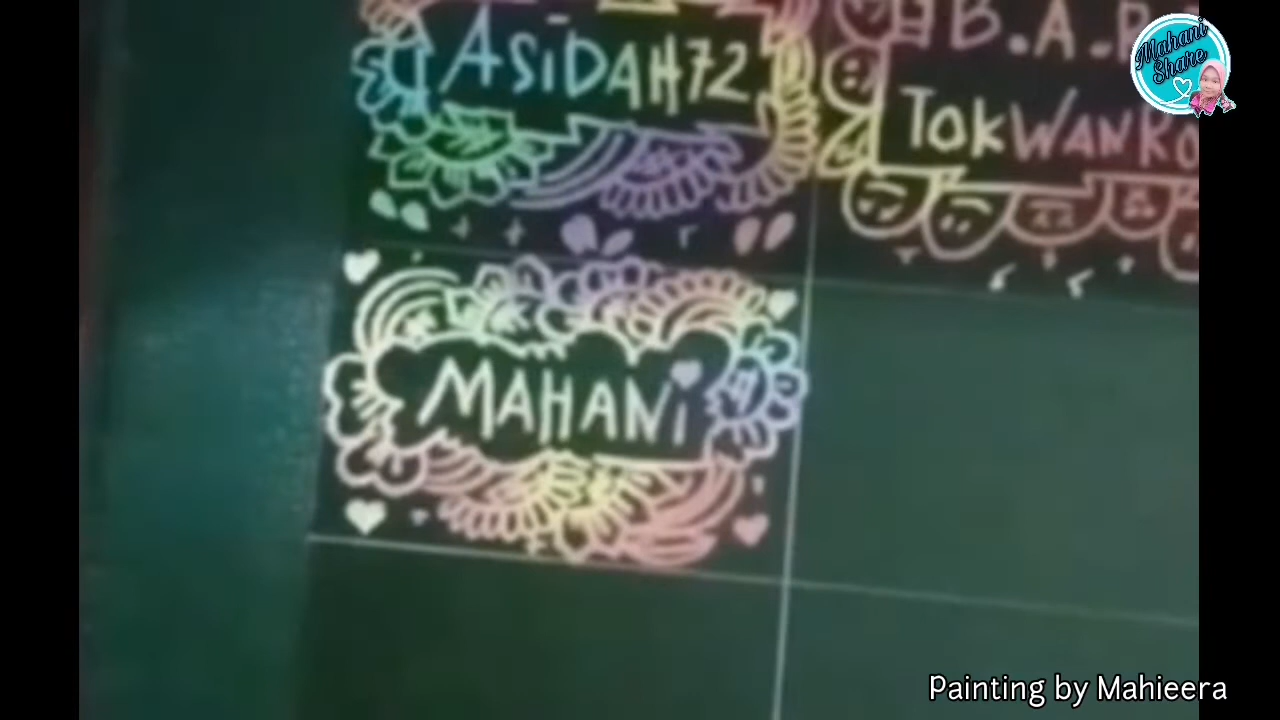 ASiDAH72
B.A.
TOKWANKO
MAHANi
Mahani
Share
Painting by Mahieera